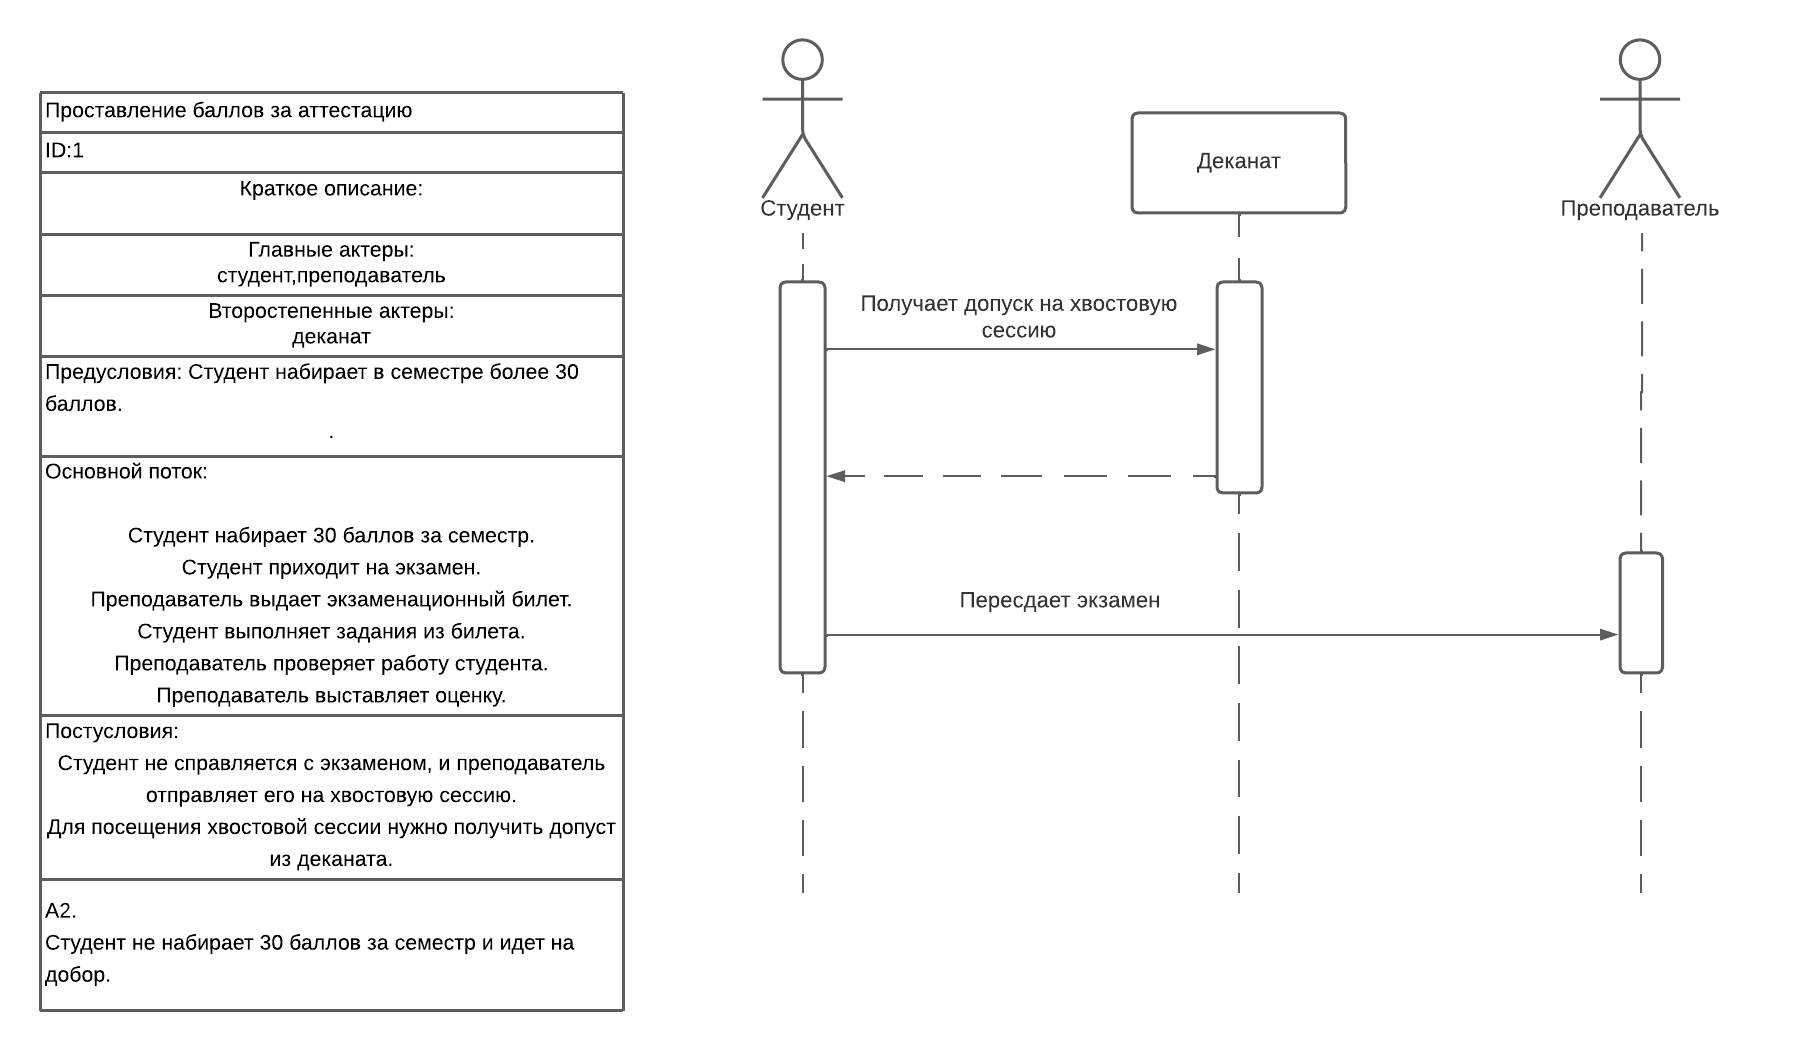 Проставление баллов за аттестацию
ID:1
Краткое описание:
Главные актеры:
студент,преподаватель
Второстепенные актеры:
деканат
Предусловия: Студент набирает в семестре более 30
баллов.
.
Основной поток:
Студент набирает 30 баллов за семестр.
Студент приходит на экзамен.
Преподаватель выдает экзаменационный билет.
Студент выполняет задания из билета.
Преподаватель проверяет работу студента.
Преподаватель выставляет оценку.
Постусловия:
Студент не справляется с экзаменом, и преподаватель
отправляет его на хвостовую сессию.
Для посещения хвостовой сессии нужно получить допуст
из деканата.
А2.
Студент не набирает 30 баллов за семестр и идет на
добор.
Студент
Деканат
Преподаватель
Получает допуск на хвостовую
сессию
Пересдает экзамен